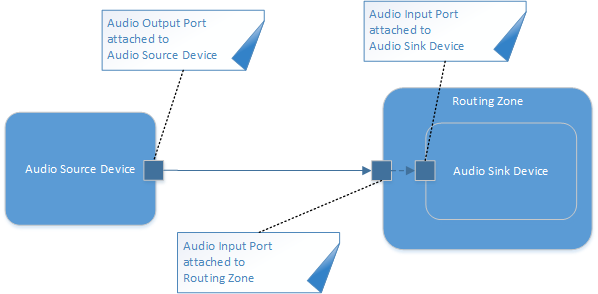 Audio Output Port
attached to
Audio Source Device
Audio Input Port
attached to
Audio Sink Device
Routing Zone
Audio Source Device
Audio Sink Device
Audio Input Port
attached to
Routing Zone